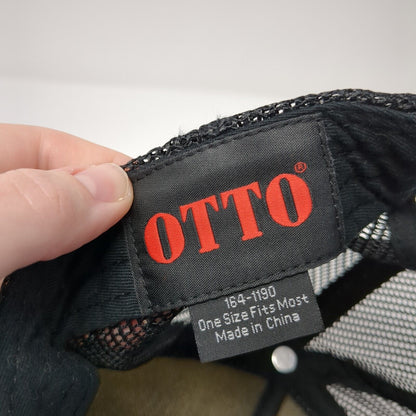 OTTO®
164-1190
One Size Fits Most
Made in China